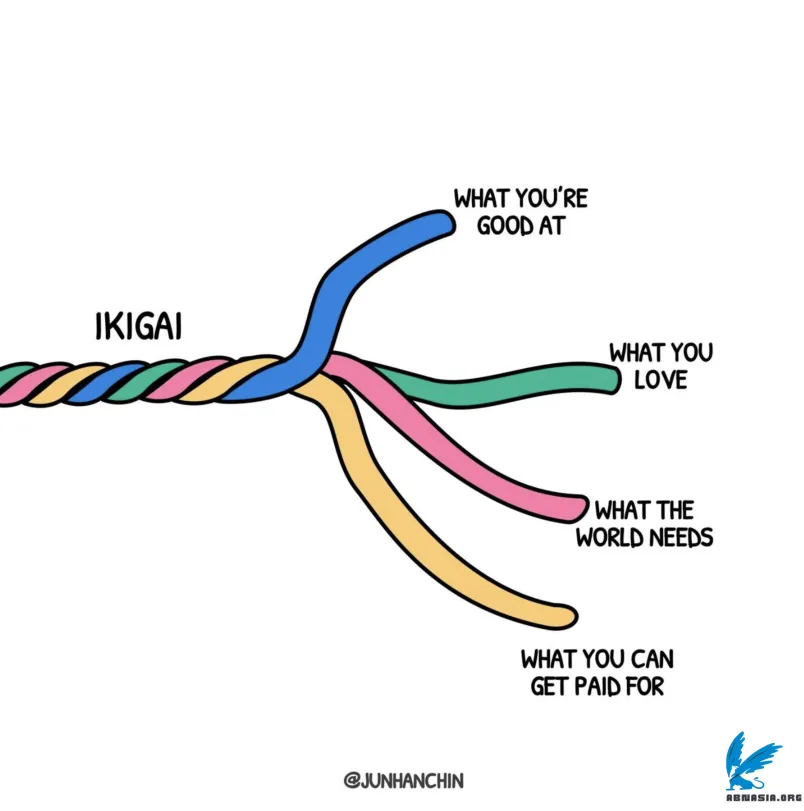 WHAT YOU'RE
GOOD AT
IKIGAI
WHAT YOU
LOVE
WHAT THE
WORLD NEEDS
WHAT YOU CAN
GET PAID FOR
@JUNHANCHIN
ABNASIA.ORG